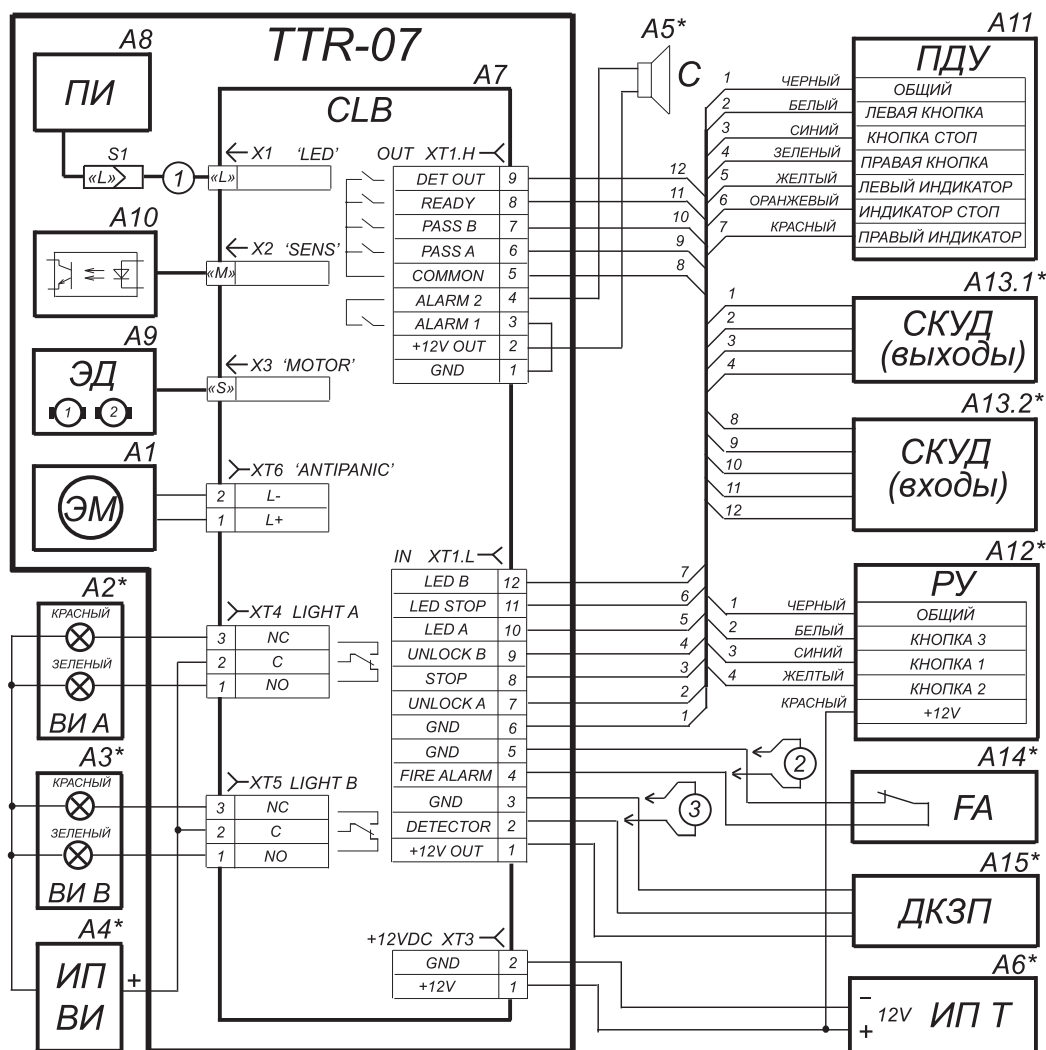 TTR-07
A8
ПИ
S1
«L»
1
A10
A9
ЭД
1 2
A1
ЭМ
A7
CLB
X1 'LED'
«L»
X2 'SENS'
«M»
X3 'MOTOR'
«S»
XT6 'ANTIPANIC'
2 L-
1 L+
XT4 LIGHT A
3 NC
2 C
1 NO
XT5 LIGHT B
3 NC
2 C
1 NO
OUT XT1.H
DET OUT 9
READY 8
PASS B 7
PASS A 6
COMMON 5
ALARM 2 4
ALARM 1 3
+12V OUT 2
GND 1
IN XT1.L
LED B 12
LED STOP 11
LED A 10
UNLOCK B 9
STOP 8
UNLOCK A 7
GND 6
GND 5
FIRE ALARM 4
GND 3
DETECTOR 2
+12V OUT 1
+12VDC XT3
GND 2
+12V 1
A2*
КРАСНЫЙ
ЗЕЛЕНЫЙ
ВИ А
A3*
КРАСНЫЙ
ЗЕЛЕНЫЙ
ВИ В
A4*
ИП
ВИ
+
A5*
С
12
11
10
9
8
7
6
5
4
3
2
1
A11
ПДУ
1 ЧЕРНЫЙ ОБЩИЙ
2 БЕЛЫЙ ЛЕВАЯ КНОПКА
3 СИНИЙ КНОПКА СТОП
4 ЗЕЛЕНЫЙ ПРАВАЯ КНОПКА
5 ЖЕЛТЫЙ ЛЕВЫЙ ИНДИКАТОР
6 ОРАНЖЕВЫЙ ИНДИКАТОР СТОП
7 КРАСНЫЙ ПРАВЫЙ ИНДИКАТОР
A13.1*
1
2
3
4
СКУД
(выходы)
A13.2*
8
9
10
11
12
СКУД
(входы)
A12*
РУ
1 ЧЕРНЫЙ ОБЩИЙ
2 БЕЛЫЙ КНОПКА 3
3 СИНИЙ КНОПКА 1
4 ЖЕЛТЫЙ КНОПКА 2
КРАСНЫЙ +12V
2
3
A14*
FA
A15*
ДКЗП
A6*
−
12V ИП Т
+